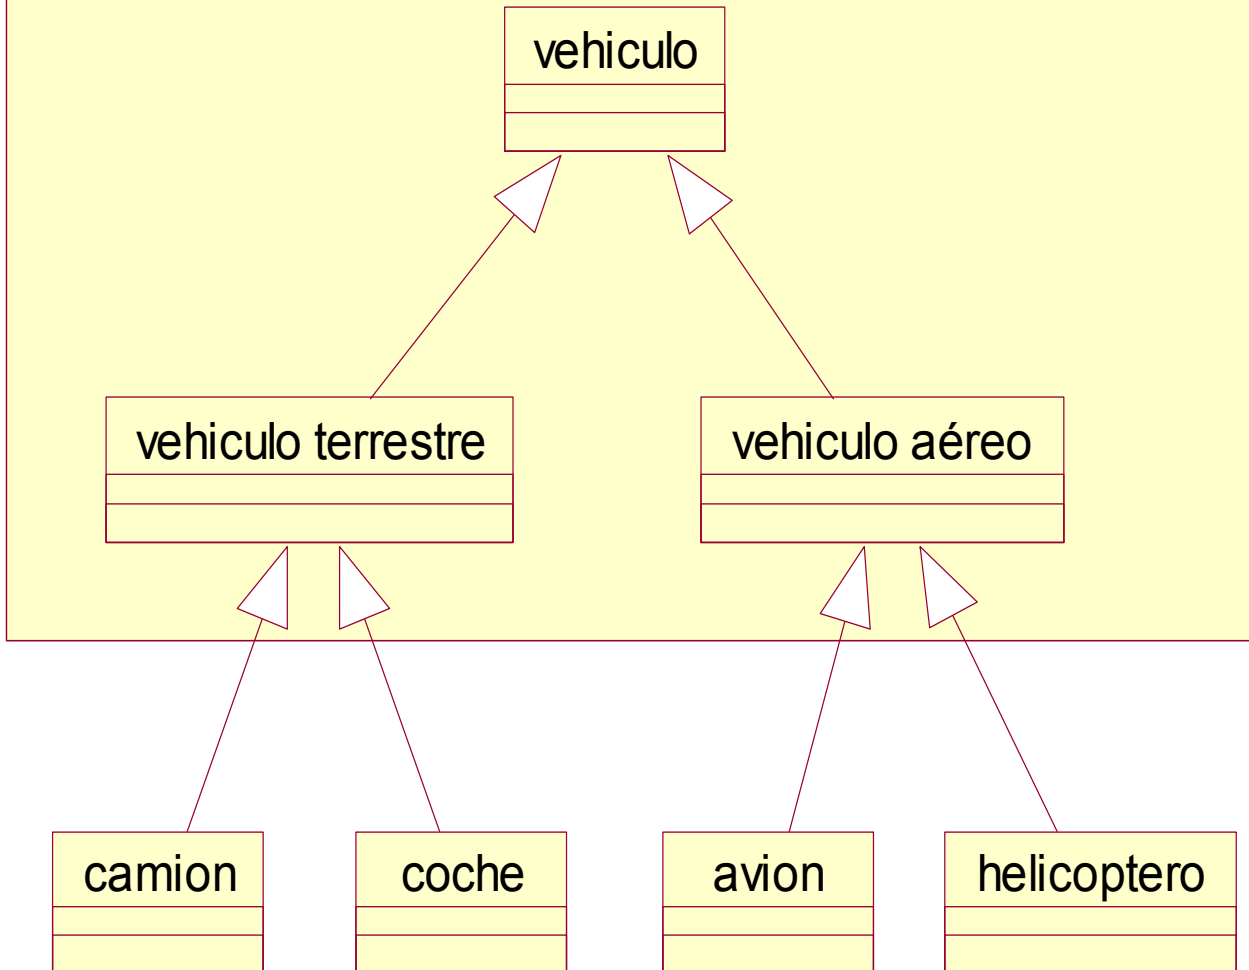 vehiculo
vehiculo terrestre
vehiculo aéreo
camion
coche
avion
helicoptero